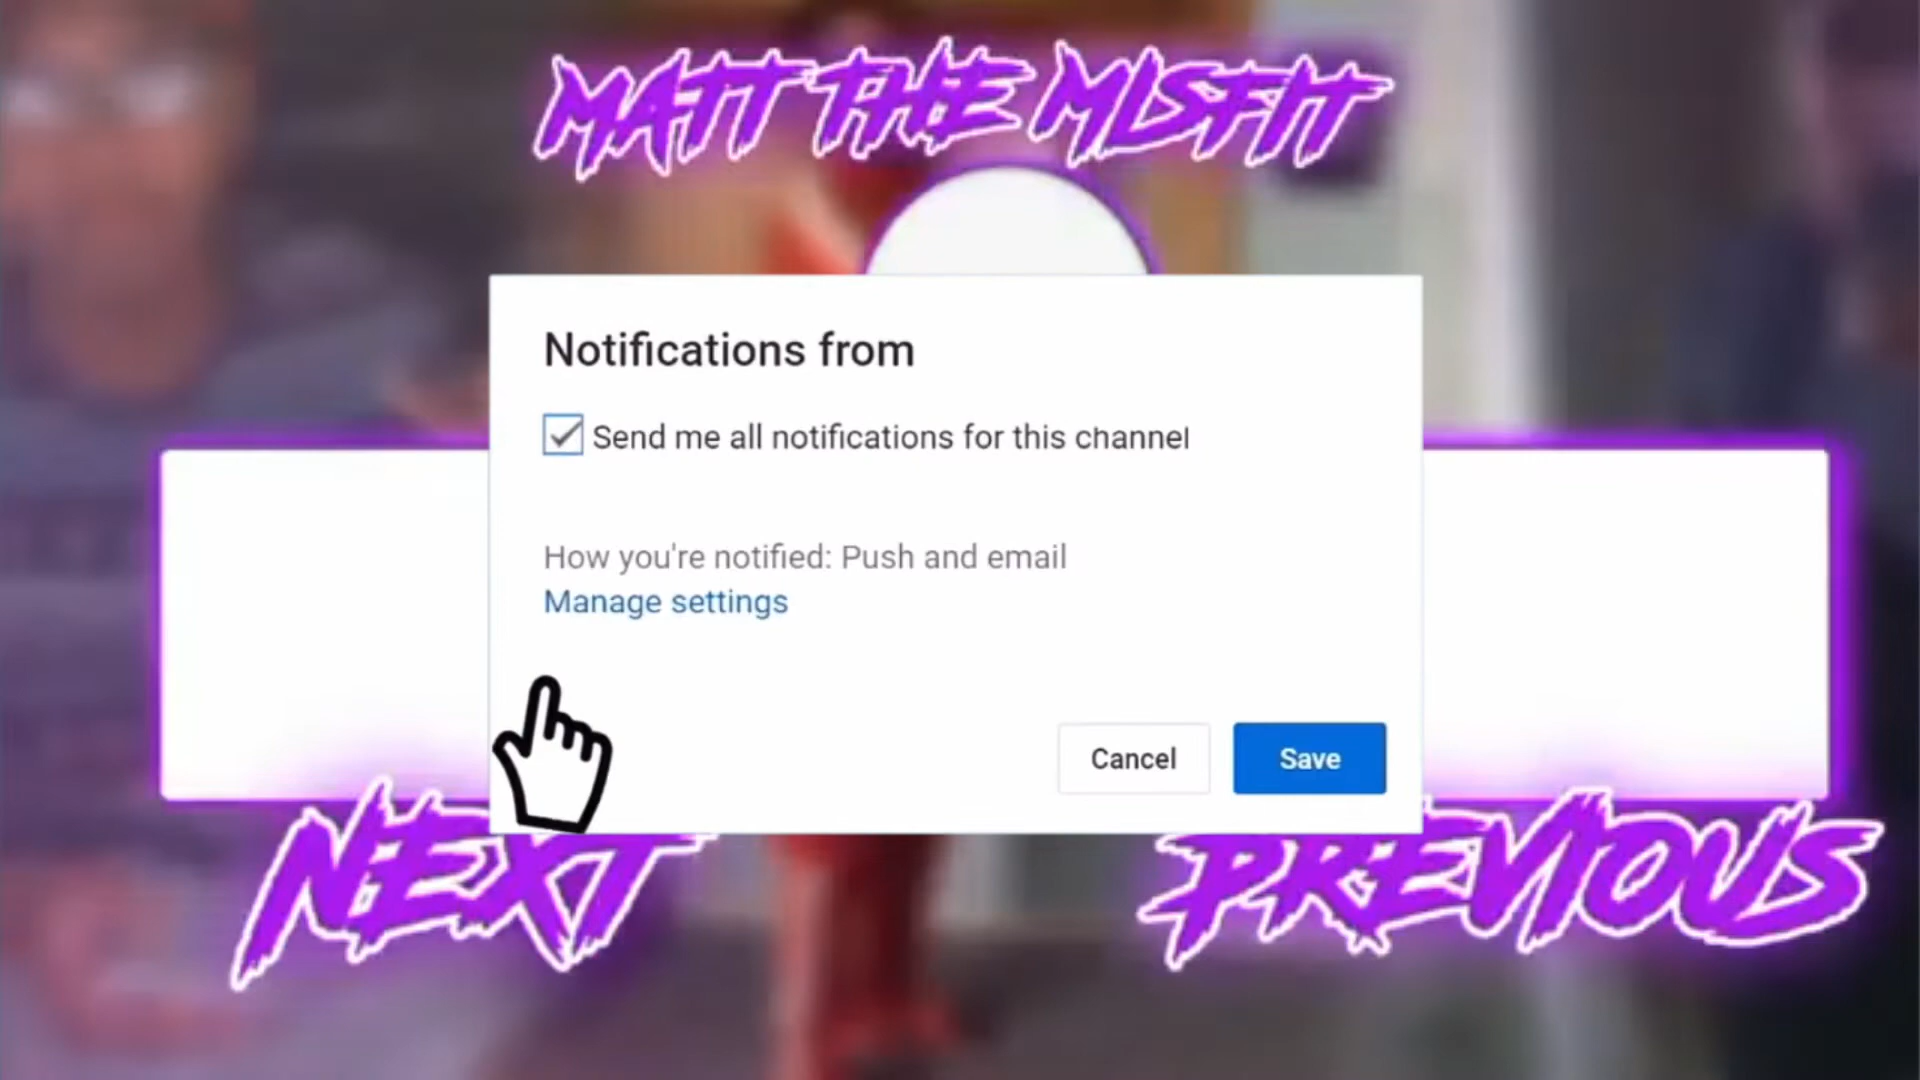 MATT THE MISFIT
Notifications from
Send me all notifications for this channel
How you're notified: Push and email
Manage settings
Cancel
Save
NEXT
PREVIOUS